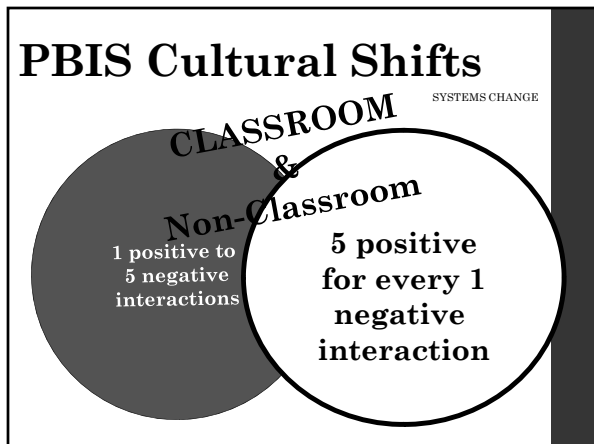 PBIS Cultural Shifts
SYSTEMS CHANGE
CLASSROOM
&
Non-Classroom
1 positive to
5 negative
interactions
5 positive
for every 1
negative
interaction